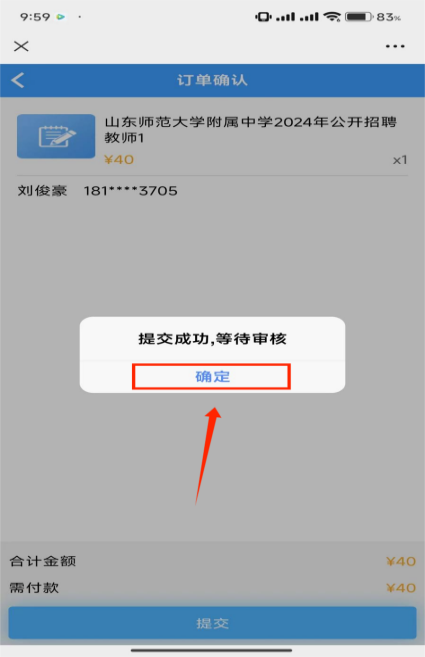 9:59
83%
订单确认
山东师范大学附属中学2024年公开招聘
教师1
¥40 x1
刘俊豪 181****3705
提交成功,等待审核
确定
合计金额 ¥40
需付款 ¥40
提交